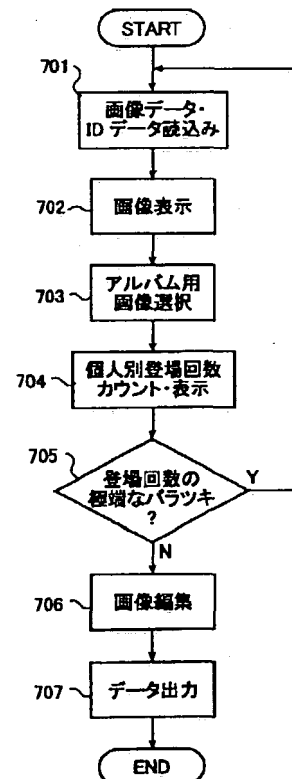 START
701
画像データ・
IDデータ読込み
702
画像表示
703
アルバム用
画像選択
704
個人別登場回数
カウント・表示
705
登場回数の
極端なバラツキ
?
Y
N
706
画像編集
707
データ出力
END